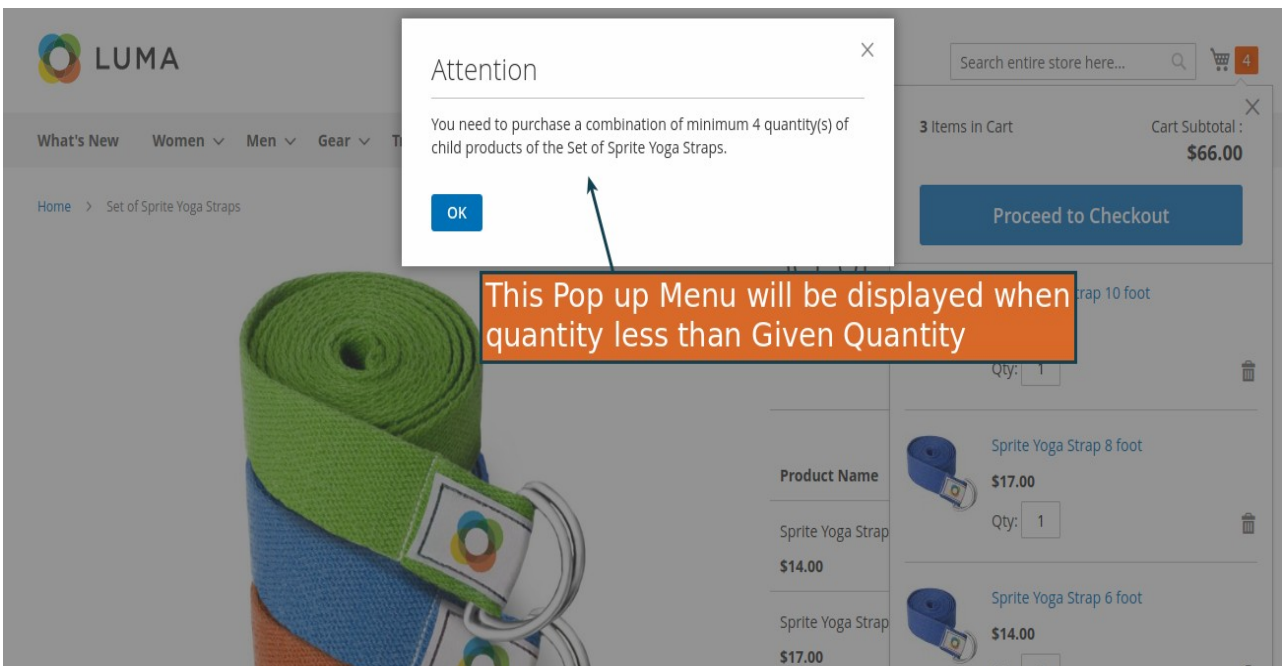 LUMA
Attention
X
You need to purchase a combination of minimum 4 quantity(s) of
child products of the Set of Sprite Yoga Straps.
OK
Search entire store here...
4
What's New Women Men Gear
Home > Set of Sprite Yoga Straps
3 Items in Cart
Cart Subtotal :
$66.00
Proceed to Checkout
This Pop up Menu will be displayed when
quantity less than Given Quantity
10 foot
Qty: 1
Sprite Yoga Strap 8 foot
$17.00
Qty: 1
Sprite Yoga Strap 6 foot
$14.00
Product Name
Sprite Yoga Strap
$14.00
Sprite Yoga Strap
$17.00